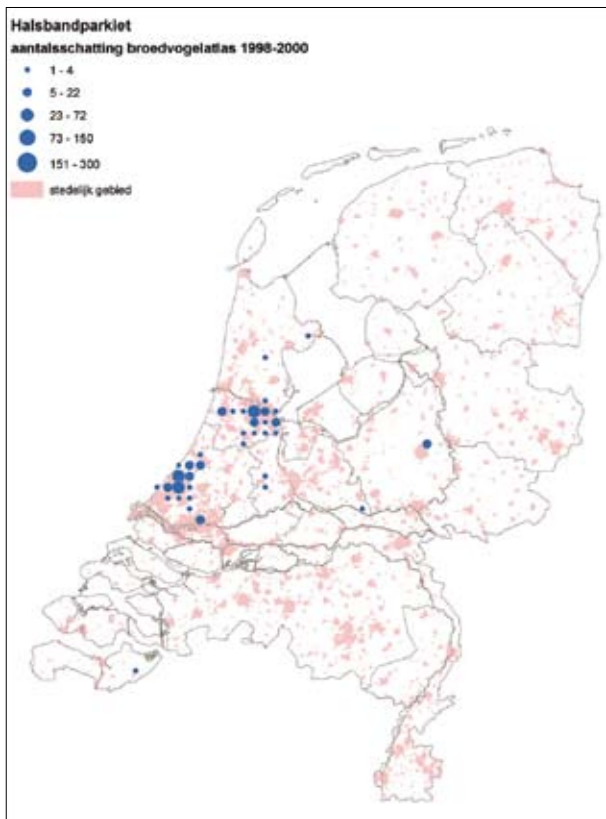 Halsbandparkiet
aantalsschatting broedvogelatlas 1998-2000
1 - 4
5 - 22
23 - 72
73 - 150
151 - 300
stedelijk gebied